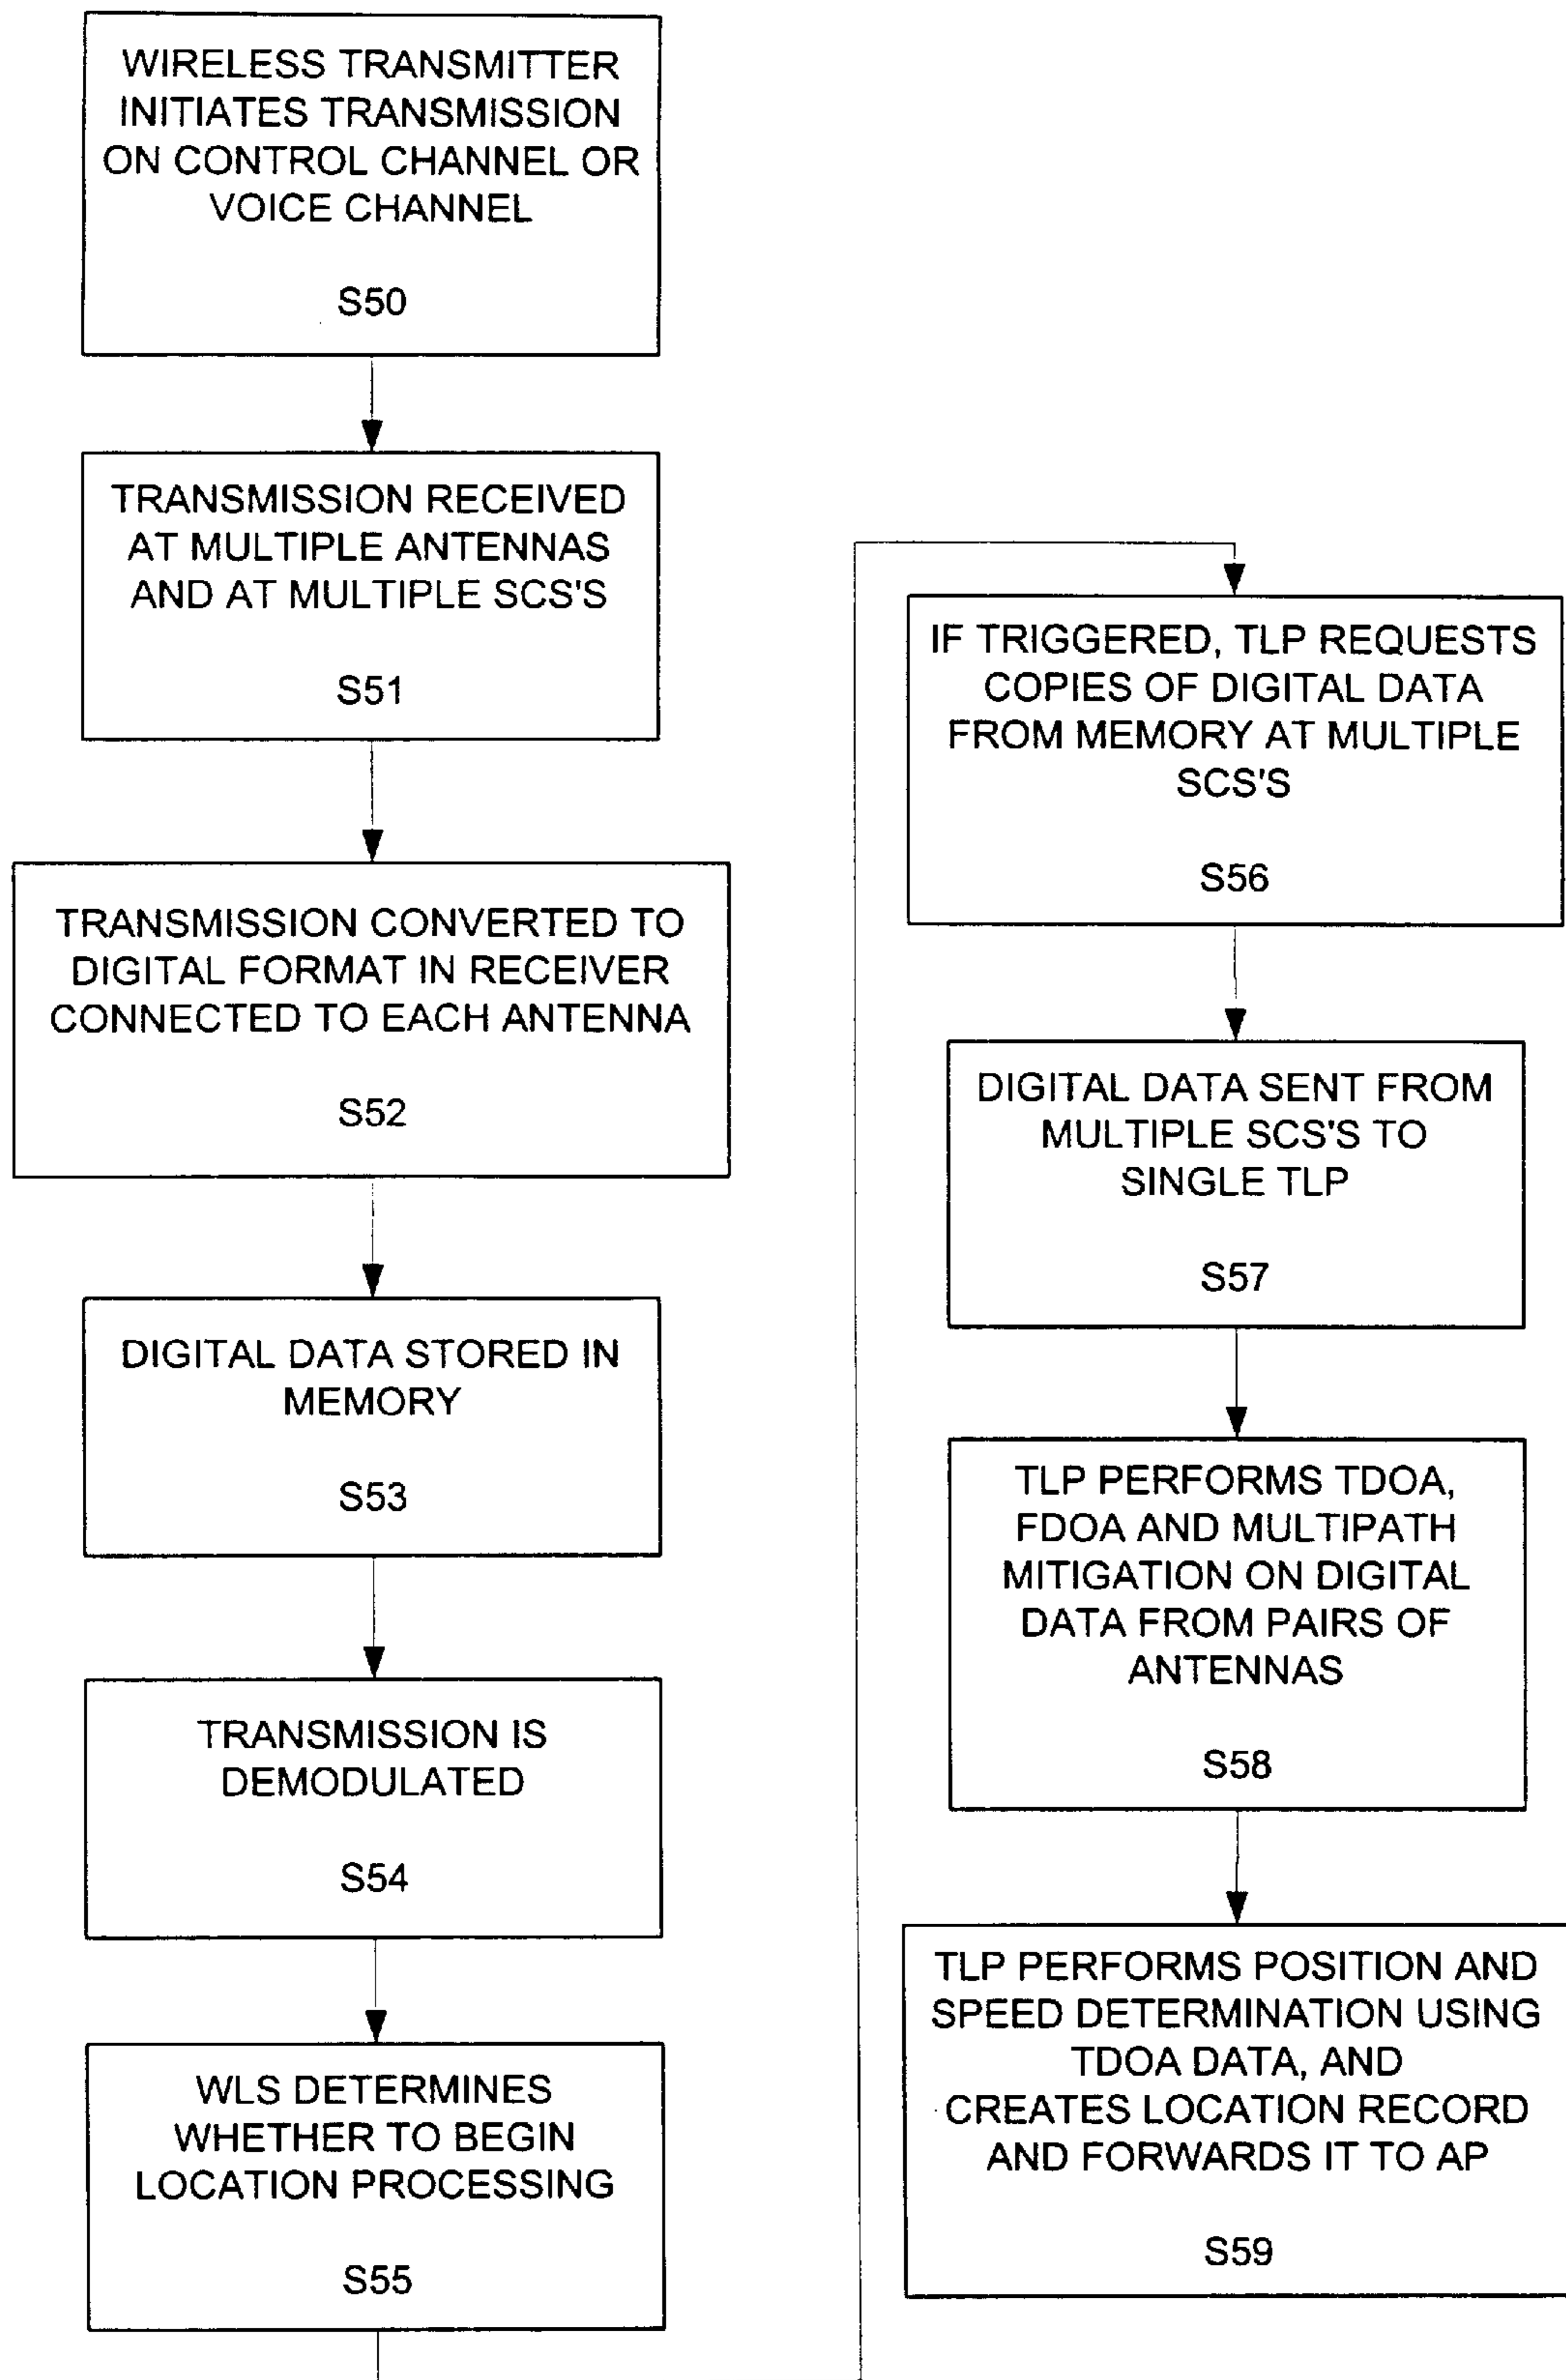 WIRELESS TRANSMITTER
INITIATES TRANSMISSION
ON CONTROL CHANNEL OR
VOICE CHANNEL
S50
TRANSMISSION RECEIVED
AT MULTIPLE ANTENNAS
AND AT MULTIPLE SCS'S
S51
TRANSMISSION CONVERTED TO
DIGITAL FORMAT IN RECEIVER
CONNECTED TO EACH ANTENNA
S52
DIGITAL DATA STORED IN
MEMORY
S53
TRANSMISSION IS
DEMODULATED
S54
WLS DETERMINES
WHETHER TO BEGIN
LOCATION PROCESSING
S55
IF TRIGGERED, TLP REQUESTS
COPIES OF DIGITAL DATA
FROM MEMORY AT MULTIPLE
SCS'S
S56
DIGITAL DATA SENT FROM
MULTIPLE SCS'S TO
SINGLE TLP
S57
TLP PERFORMS TDOA,
FDOA AND MULTIPATH
MITIGATION ON DIGITAL
DATA FROM PAIRS OF
ANTENNAS
S58
TLP PERFORMS POSITION AND
SPEED DETERMINATION USING
TDOA DATA, AND
CREATES LOCATION RECORD
AND FORWARDS IT TO AP
S59